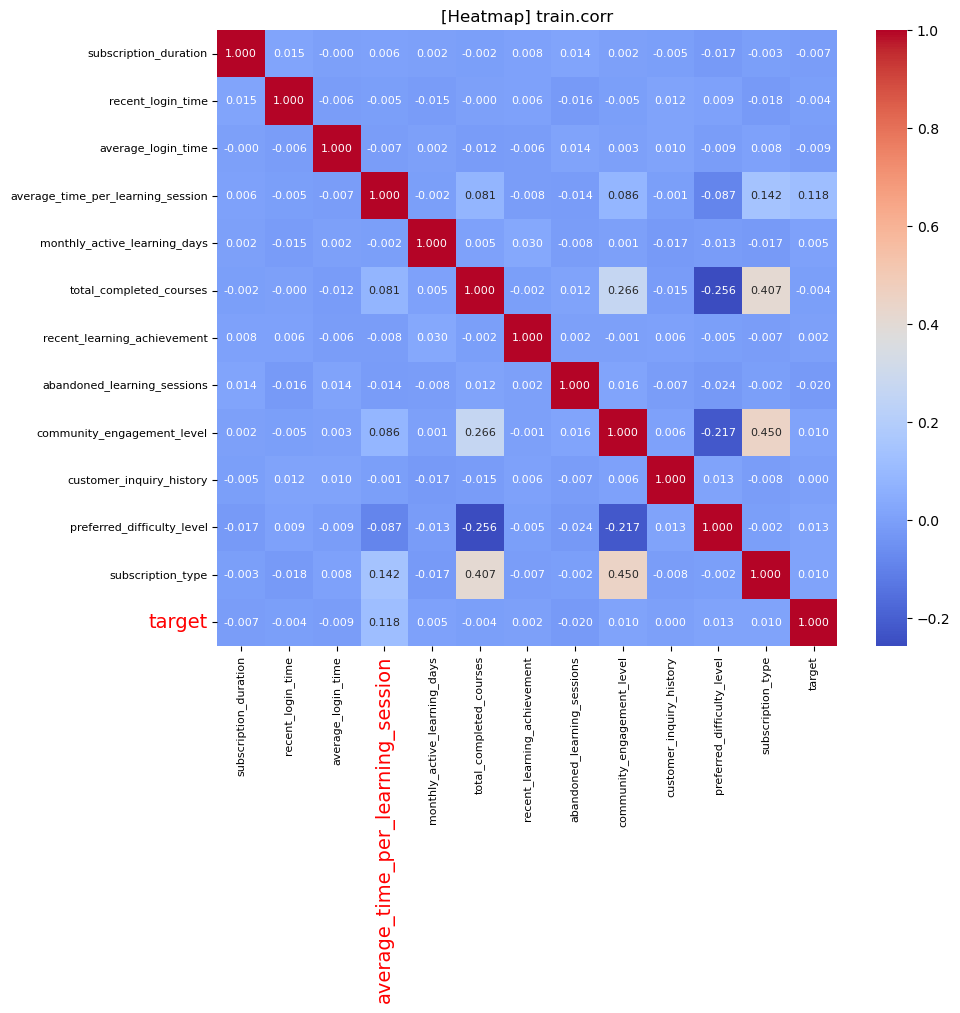 [Heatmap] train.corr
subscription_duration 1.000 0.015 -0.000 0.006 0.002 -0.002 0.008 0.014 0.002 -0.005 -0.017 -0.003 -0.007
recent_login_time 0.015 1.000 -0.006 -0.005 -0.015 -0.000 0.006 -0.016 -0.005 0.012 0.009 -0.018 -0.004
average_login_time -0.000 -0.006 1.000 -0.007 0.002 -0.012 -0.006 0.014 0.003 0.010 -0.009 0.008 -0.009
average_time_per_learning_session 0.006 -0.005 -0.007 1.000 -0.002 0.081 -0.008 -0.014 0.086 -0.001 -0.087 0.142 0.118
monthly_active_learning_days 0.002 -0.015 0.002 -0.002 1.000 0.005 0.030 -0.008 0.001 -0.017 -0.013 -0.017 0.005
total_completed_courses -0.002 -0.000 -0.012 0.081 0.005 1.000 -0.002 0.012 0.266 -0.015 -0.256 0.407 -0.004
recent_learning_achievement 0.008 0.006 -0.006 -0.008 0.030 -0.002 1.000 0.002 -0.001 0.006 -0.005 -0.007 0.002
abandoned_learning_sessions 0.014 -0.016 0.014 -0.014 -0.008 0.012 0.002 1.000 0.016 -0.007 -0.024 -0.002 -0.020
community_engagement_level 0.002 -0.005 0.003 0.086 0.001 0.266 -0.001 0.016 1.000 0.006 -0.217 0.450 0.010
customer_inquiry_history -0.005 0.012 0.010 -0.001 -0.017 -0.015 0.006 -0.007 0.006 1.000 0.013 -0.008 0.000
preferred_difficulty_level -0.017 0.009 -0.009 -0.087 -0.013 -0.256 -0.005 -0.024 -0.217 0.013 1.000 -0.002 0.013
subscription_type -0.003 -0.018 0.008 0.142 -0.017 0.407 -0.007 -0.002 0.450 -0.008 -0.002 1.000 0.010
target -0.007 -0.004 -0.009 0.118 0.005 -0.004 0.002 -0.020 0.010 0.000 0.013 0.010 1.000
subscription_duration
recent_login_time
average_login_time
average_time_per_learning_session
monthly_active_learning_days
total_completed_courses
recent_learning_achievement
abandoned_learning_sessions
community_engagement_level
customer_inquiry_history
preferred_difficulty_level
subscription_type
target
1.0
0.8
0.6
0.4
0.2
0.0
−0.2